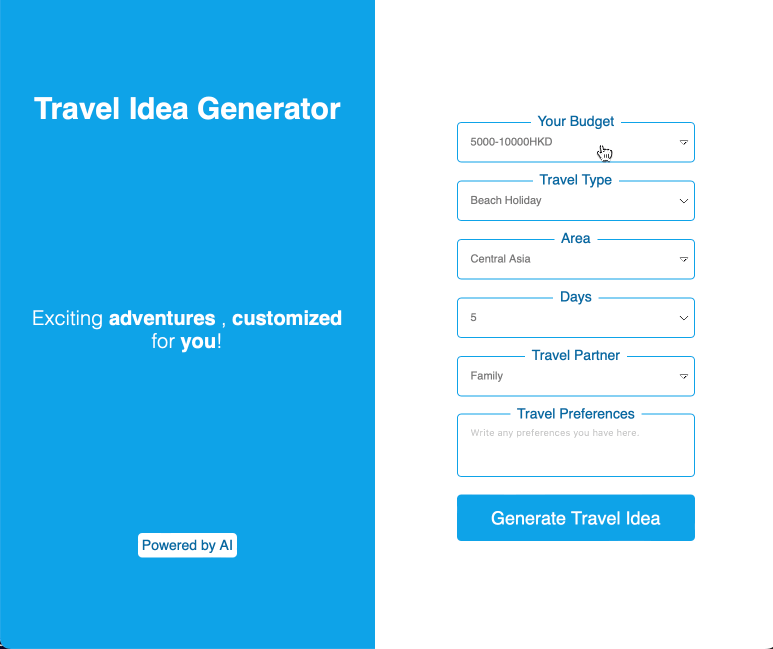 Travel Idea Generator
Exciting adventures , customized
for you!
Powered by AI
Your Budget
5000-10000HKD
Travel Type
Beach Holiday
Area
Central Asia
Days
5
Travel Partner
Family
Travel Preferences
Write any preferences you have here.
Generate Travel Idea